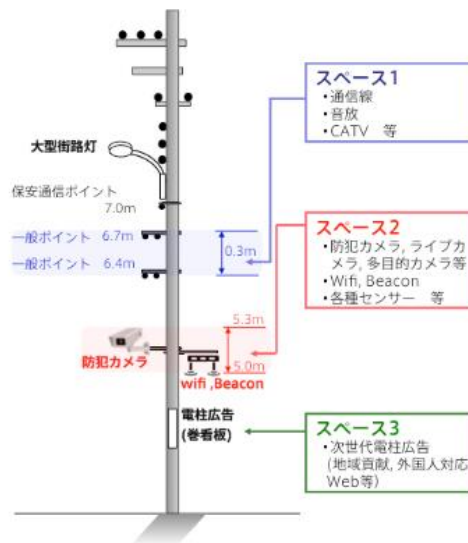 大型街路灯
保安通信ポイント
7.0m
一般ポイント 6.7m
一般ポイント 6.4m
0.3m
防犯カメラ
5.3m
5.0m
wifi ,Beacon
電柱広告
(巻看板)
スペース1
・通信線
・音放
・CATV 等
スペース2
・防犯カメラ, ライブカ
メラ, 多目的カメラ等
・Wifi, Beacon
・各種センサー 等
スペース3
・次世代電柱広告
(地域貢献, 外国人対応
Web等)